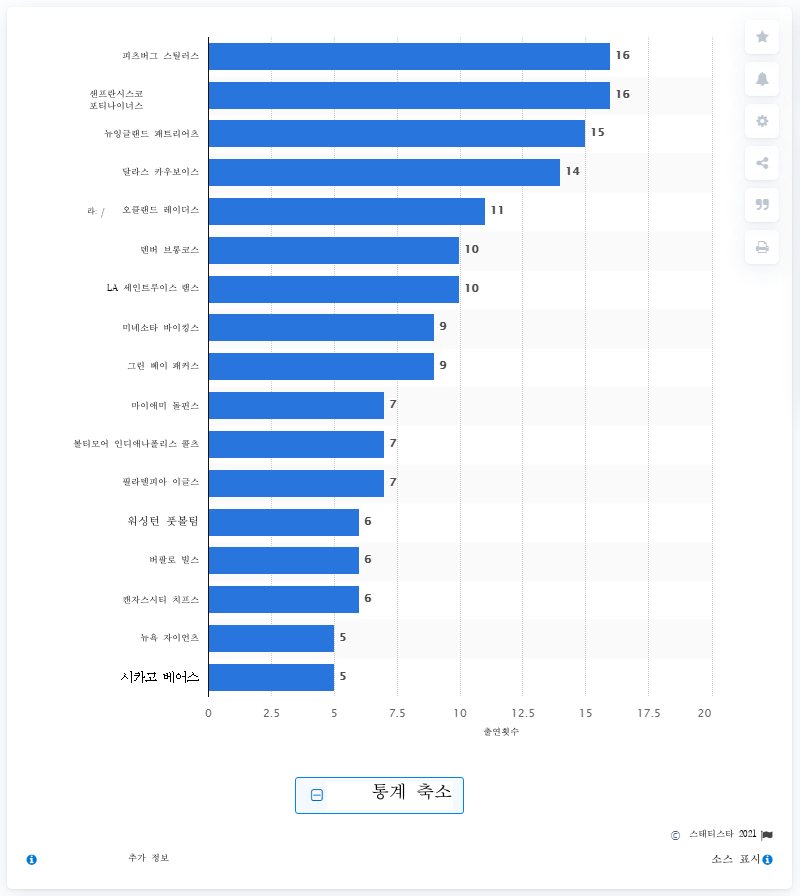 피츠버그 스틸러스 16
샌프란시스코
포티나이너스 16
뉴잉글랜드 패트리어츠 15
달라스 카우보이스 14
라: / 오클랜드 레이더스 11
덴버 브롱코스 10
LA 세인트루이스 램스 10
미네소타 바이킹스 9
그린 베이 패커스 9
마이애미 돌핀스 7
볼티모어 인디애나폴리스 콜츠 7
필라델피아 이글스 7
워싱턴 풋볼팀 6
버팔로 빌스 6
캔자스시티 치프스 6
뉴욕 자이언츠 5
시카고 베어스 5
0 2.5 5 7.5 10 12.5 15 17.5 20
출연횟수
통계 축소
© 스태티스타 2021
추가 정보 소스 표시